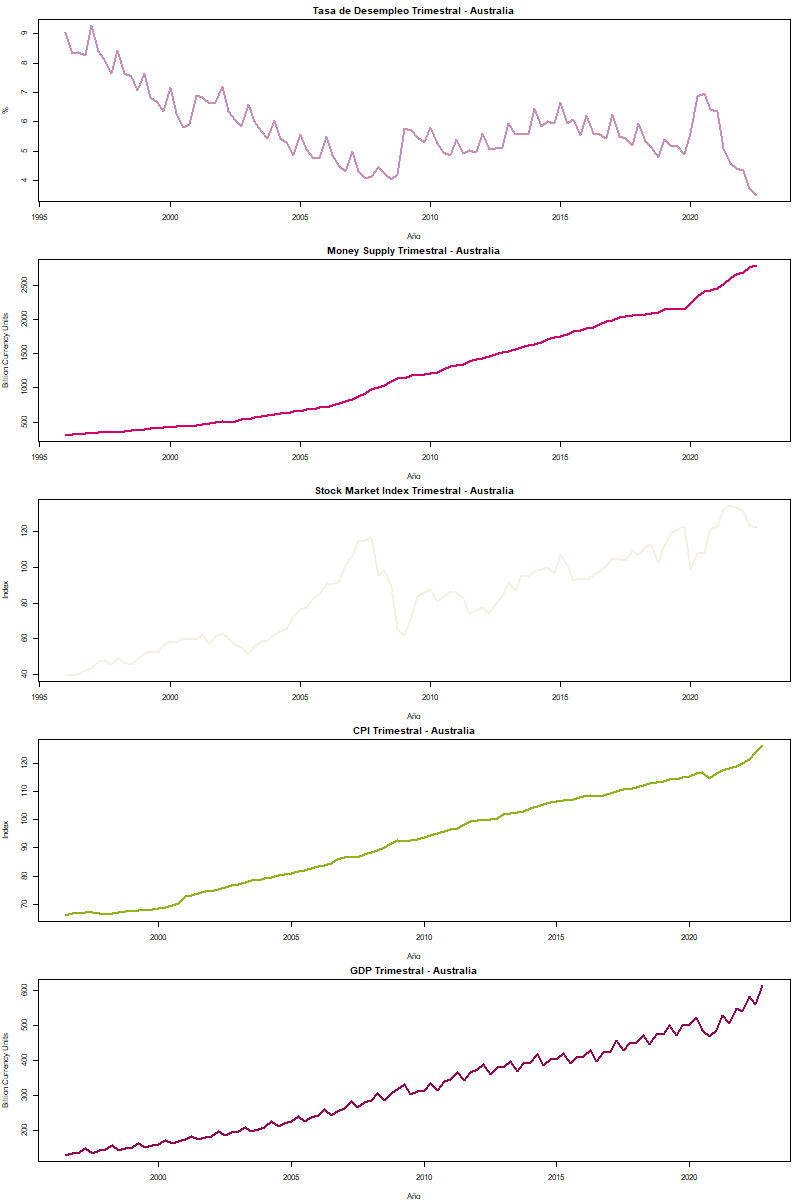 Tasa de Desempleo Trimestral - Australia
9
8
7
6
5
4
%
1995 2000 2005 2010 2015 2020
Año
Money Supply Trimestral - Australia
2500
2000
1500
1000
500
Billion Currency Units
1995 2000 2005 2010 2015 2020
Año
Stock Market Index Trimestral - Australia
120
100
80
60
40
Index
1995 2000 2005 2010 2015 2020
Año
CPI Trimestral - Australia
120
110
100
90
80
70
Index
2000 2005 2010 2015 2020
Año
GDP Trimestral - Australia
600
500
400
300
200
Billion Currency Units
2000 2005 2010 2015 2020
Año